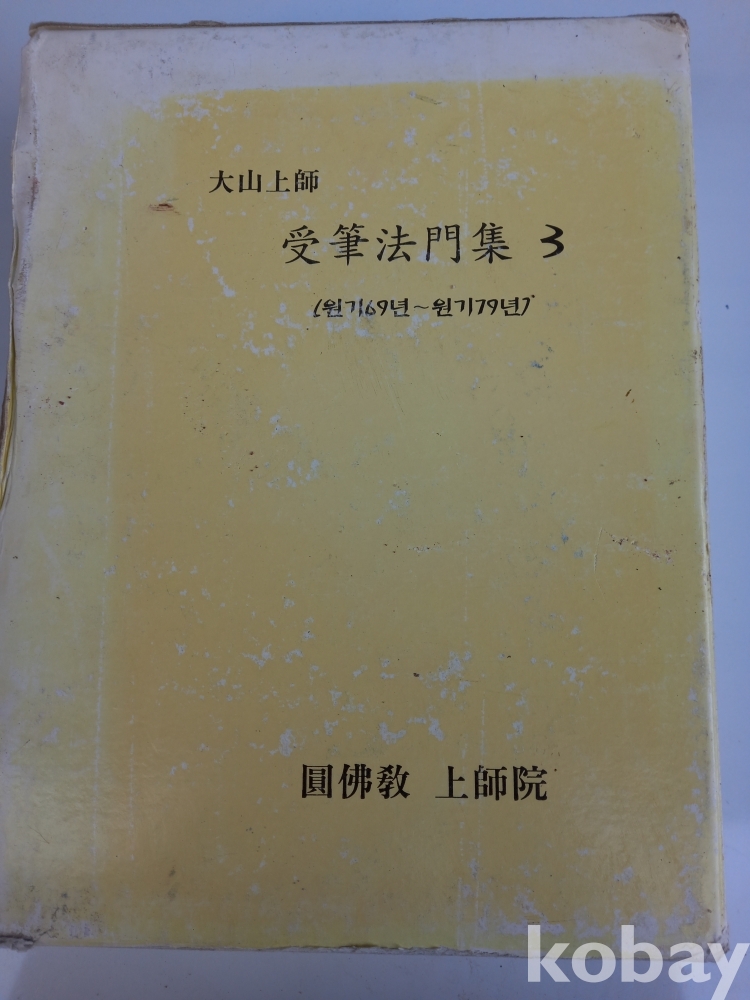 大山上師
受筆法門集 3
(원기69년~원기79년)
圓佛敎 上師院
kobay